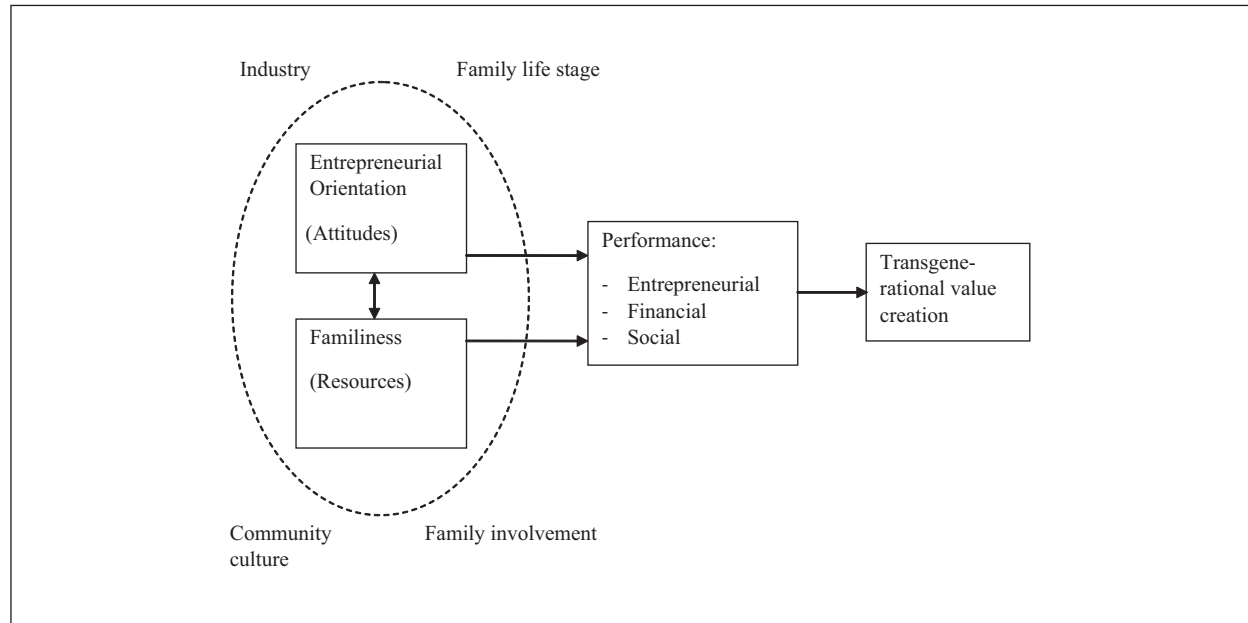 Industry
Family life stage
Entrepreneurial
Orientation
(Attitudes)
Familiness
(Resources)
Performance:
- Entrepreneurial
- Financial
- Social
Transgene-
rational value
creation
Community
culture
Family involvement